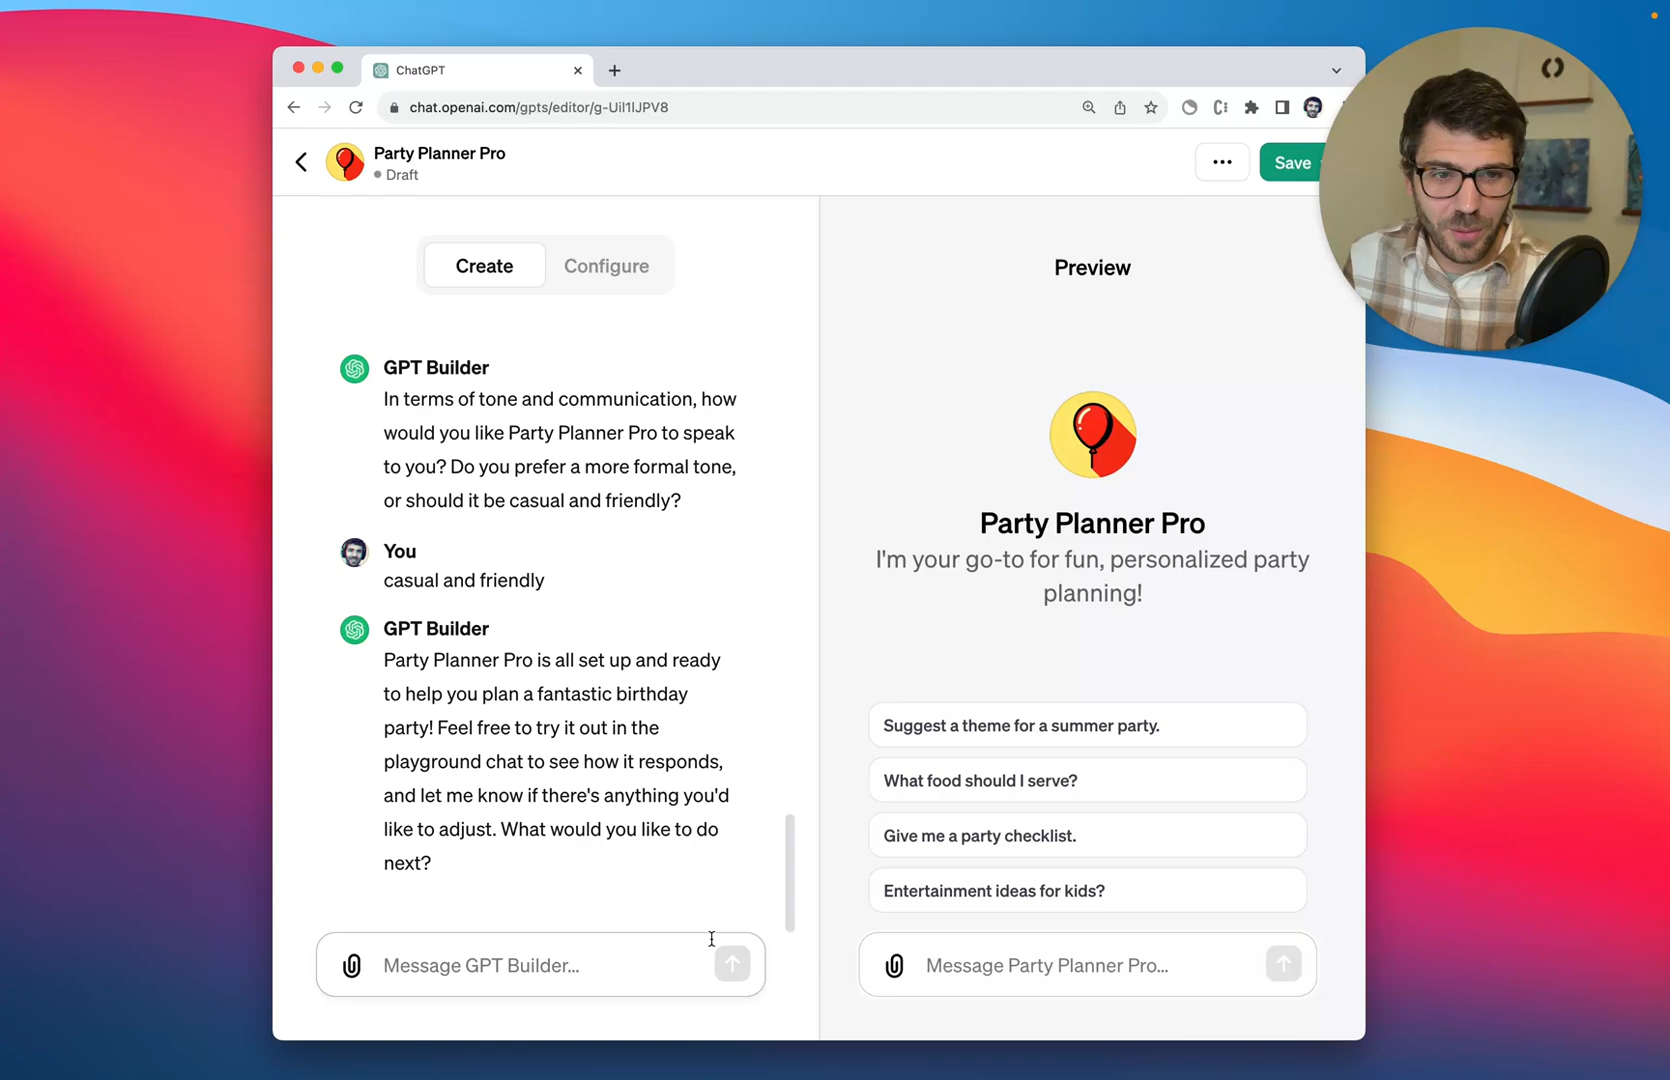 ChatGPT
chat.openai.com/gpts/editor/g-Uil1lJPV8
Party Planner Pro
Draft
Save
Create
Configure
GPT Builder
In terms of tone and communication, how
would you like Party Planner Pro to speak
to you? Do you prefer a more formal tone,
or should it be casual and friendly?
You
casual and friendly
GPT Builder
Party Planner Pro is all set up and ready
to help you plan a fantastic birthday
party! Feel free to try it out in the
playground chat to see how it responds,
and let me know if there's anything you'd
like to adjust. What would you like to do
next?
Message GPT Builder...
Preview
Party Planner Pro
I'm your go-to for fun, personalized party
planning!
Suggest a theme for a summer party.
What food should I serve?
Give me a party checklist.
Entertainment ideas for kids?
Message Party Planner Pro...